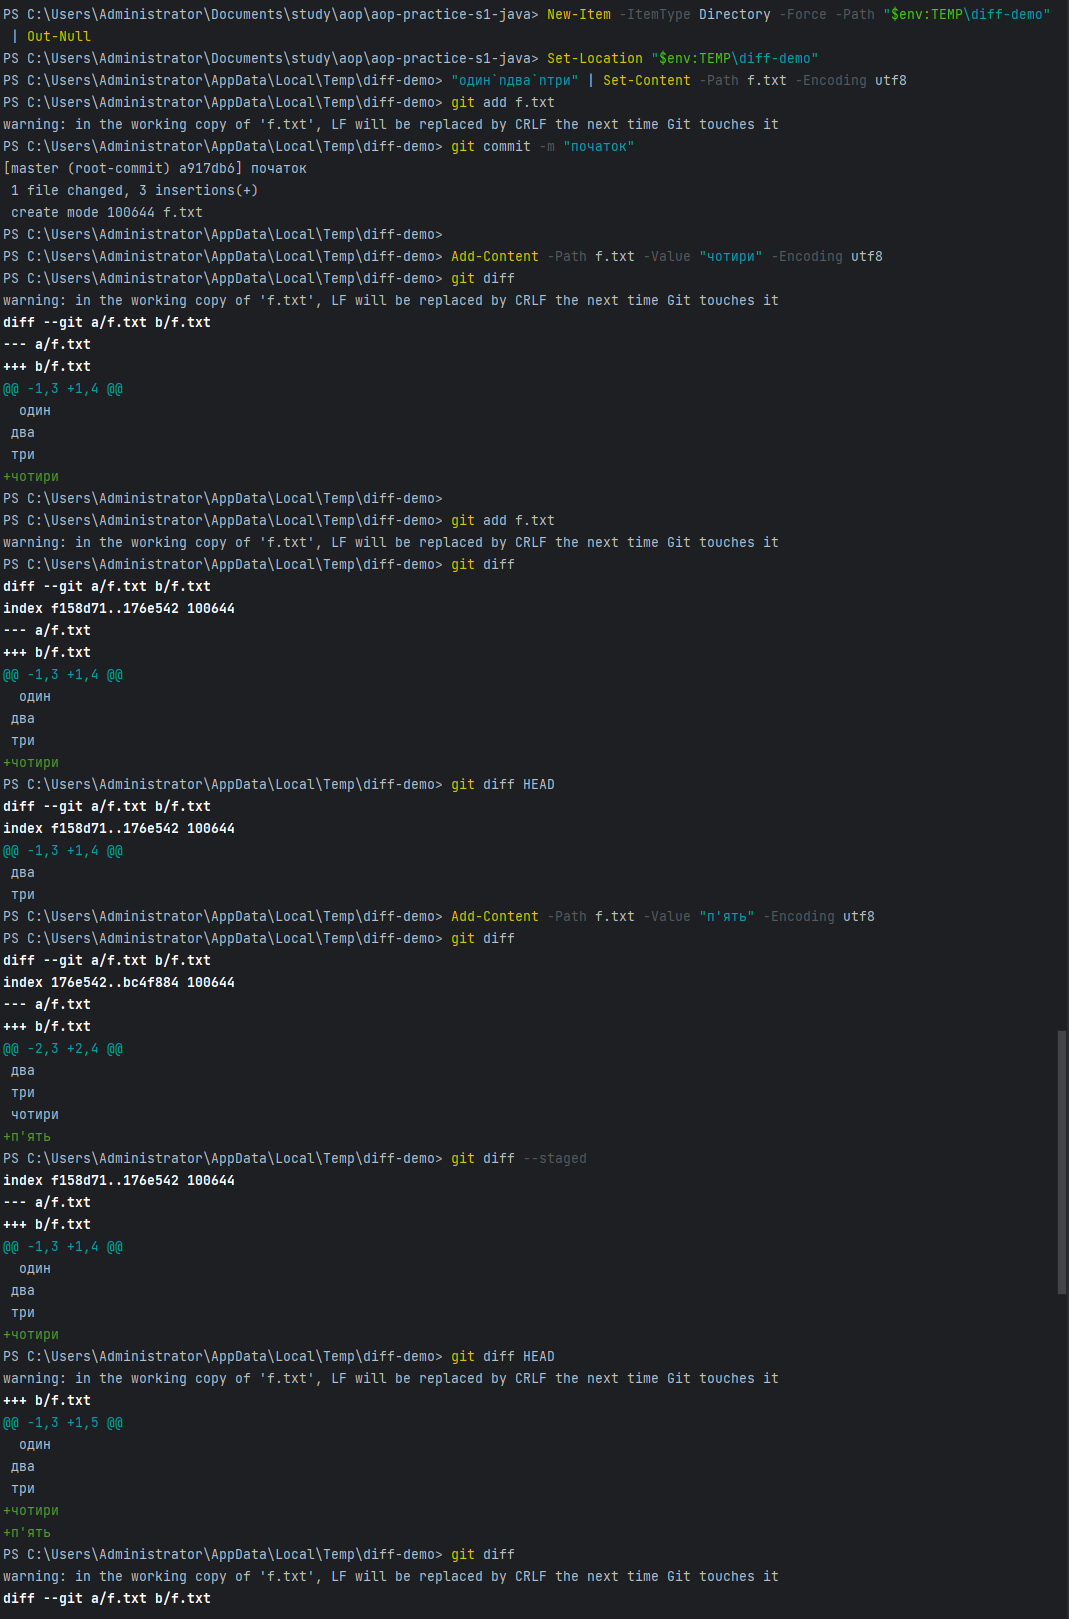 PS C:\Users\Administrator\Documents\study\aop\aop-practice-s1-java> New-Item -ItemType Directory -Force -Path "$env:TEMP\diff-demo"
 | Out-Null
PS C:\Users\Administrator\Documents\study\aop\aop-practice-s1-java> Set-Location "$env:TEMP\diff-demo"
PS C:\Users\Administrator\AppData\Local\Temp\diff-demo> "один`nдва`nтри" | Set-Content -Path f.txt -Encoding utf8
PS C:\Users\Administrator\AppData\Local\Temp\diff-demo> git add f.txt
warning: in the working copy of 'f.txt', LF will be replaced by CRLF the next time Git touches it
PS C:\Users\Administrator\AppData\Local\Temp\diff-demo> git commit -m "початок"
[master (root-commit) a917db6] початок
 1 file changed, 3 insertions(+)
 create mode 100644 f.txt
PS C:\Users\Administrator\AppData\Local\Temp\diff-demo>
PS C:\Users\Administrator\AppData\Local\Temp\diff-demo> Add-Content -Path f.txt -Value "чотири" -Encoding utf8
PS C:\Users\Administrator\AppData\Local\Temp\diff-demo> git diff
warning: in the working copy of 'f.txt', LF will be replaced by CRLF the next time Git touches it
diff --git a/f.txt b/f.txt
--- a/f.txt
+++ b/f.txt
@@ -1,3 +1,4 @@
  один
 два
 три
+чотири
PS C:\Users\Administrator\AppData\Local\Temp\diff-demo>
PS C:\Users\Administrator\AppData\Local\Temp\diff-demo> git add f.txt
warning: in the working copy of 'f.txt', LF will be replaced by CRLF the next time Git touches it
PS C:\Users\Administrator\AppData\Local\Temp\diff-demo> git diff
diff --git a/f.txt b/f.txt
index f158d71..176e542 100644
--- a/f.txt
+++ b/f.txt
@@ -1,3 +1,4 @@
  один
 два
 три
+чотири
PS C:\Users\Administrator\AppData\Local\Temp\diff-demo> git diff HEAD
diff --git a/f.txt b/f.txt
index f158d71..176e542 100644
@@ -1,3 +1,4 @@
 два
 три
PS C:\Users\Administrator\AppData\Local\Temp\diff-demo> Add-Content -Path f.txt -Value "п'ять" -Encoding utf8
PS C:\Users\Administrator\AppData\Local\Temp\diff-demo> git diff
diff --git a/f.txt b/f.txt
index 176e542..bc4f884 100644
--- a/f.txt
+++ b/f.txt
@@ -2,3 +2,4 @@
 два
 три
 чотири
+п'ять
PS C:\Users\Administrator\AppData\Local\Temp\diff-demo> git diff --staged
index f158d71..176e542 100644
--- a/f.txt
+++ b/f.txt
@@ -1,3 +1,4 @@
  один
 два
 три
+чотири
PS C:\Users\Administrator\AppData\Local\Temp\diff-demo> git diff HEAD
warning: in the working copy of 'f.txt', LF will be replaced by CRLF the next time Git touches it
+++ b/f.txt
@@ -1,3 +1,5 @@
  один
 два
 три
+чотири
+п'ять
PS C:\Users\Administrator\AppData\Local\Temp\diff-demo> git diff
warning: in the working copy of 'f.txt', LF will be replaced by CRLF the next time Git touches it
diff --git a/f.txt b/f.txt